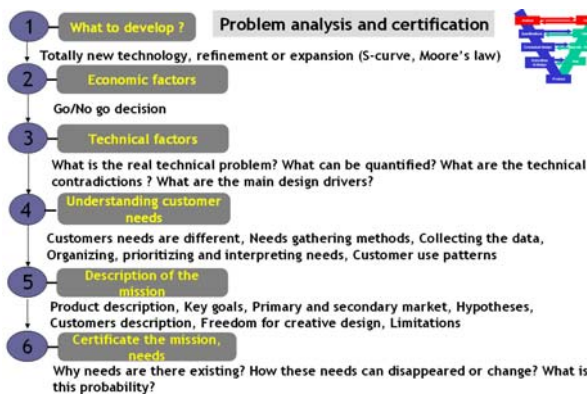 Problem analysis and certification
1 What to develop ?
Totally new technology, refinement or expansion (S-curve, Moore's law)
2 Economic factors
Go/No go decision
3 Technical factors
What is the real technical problem? What can be quantified? What are the technical
contradictions ? What are the main design drivers?
4 Understanding customer
needs
Customers needs are different, Needs gathering methods, Collecting the data,
Organizing, prioritizing and interpreting needs, Customer use patterns
5 Description of the
mission
Product description, Key goals, Primary and secondary market, Hypotheses,
Customers description, Freedom for creative design, Limitations
6 Certificate the mission,
needs
Why needs are there existing? How these needs can disappeared or change? What is
this probability?